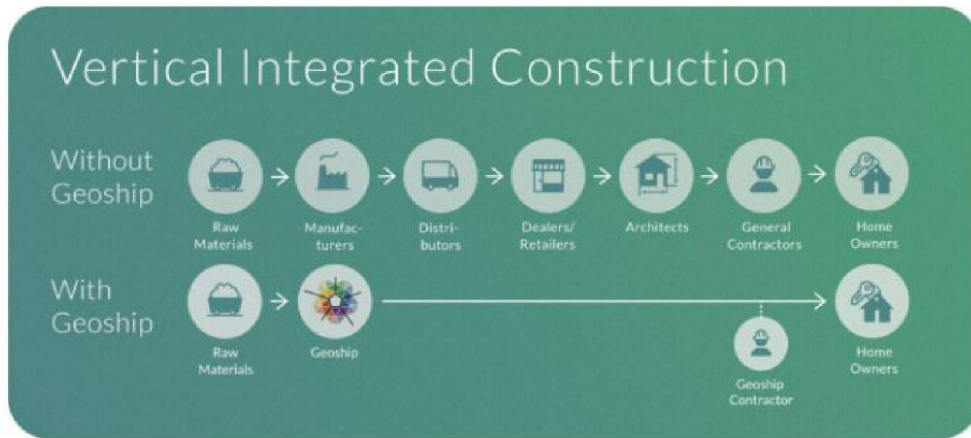 Vertical Integrated Construction
Without
Geoship
Raw
Materials
Manufac-
turers
Distri-
butors
Dealers/
Retailers
Architects
General
Contractors
Home
Owners
With
Geoship
Raw
Materials
Geoship
Geoship
Contractor
Home
Owners